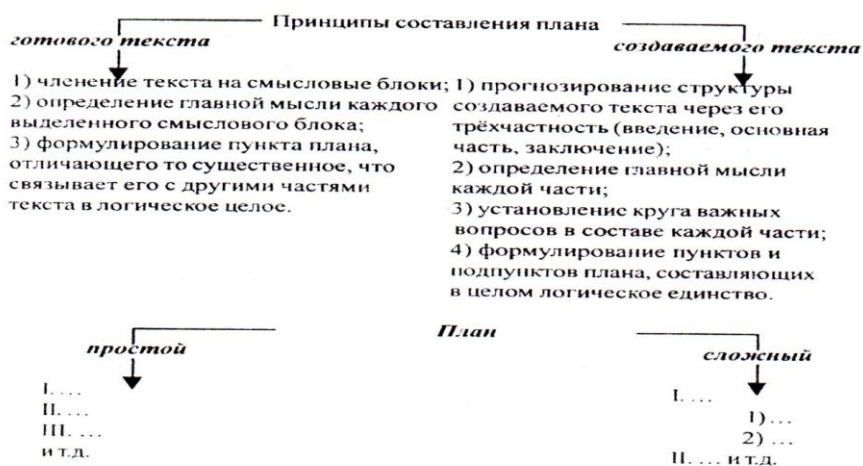 Принципы составления плана
готового текста
создаваемого текста
1) членение текста на смысловые блоки;
2) определение главной мысли каждого
выделенного смыслового блока;
3) формулирование пункта плана,
отличающего то существенное, что
связывает его с другими частями
текста в логическое целое.
1) прогнозирование структуры
создаваемого текста через его
трёхчастность (введение, основная
часть, заключение);
2) определение главной мысли
каждой части;
3) установление круга важных
вопросов в составе каждой части;
4) формулирование пунктов и
подпунктов плана, составляющих
в целом логическое единство.
План
простой
I. ...
II. ...
III. ...
и т.д.
сложный
I. ...
1) ...
2) ...
II. ... и т.д.